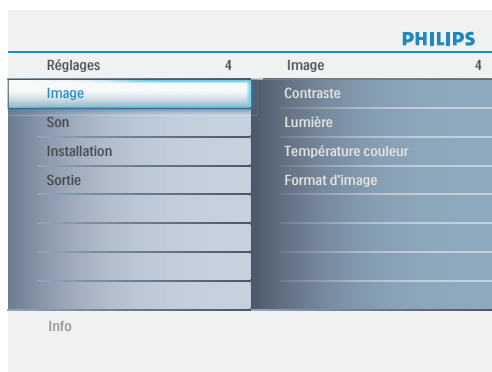 PHILIPS
Réglages 4 Image 4
Image Contraste
Son Lumière
Installation Température couleur
Sortie Format d'image
Info